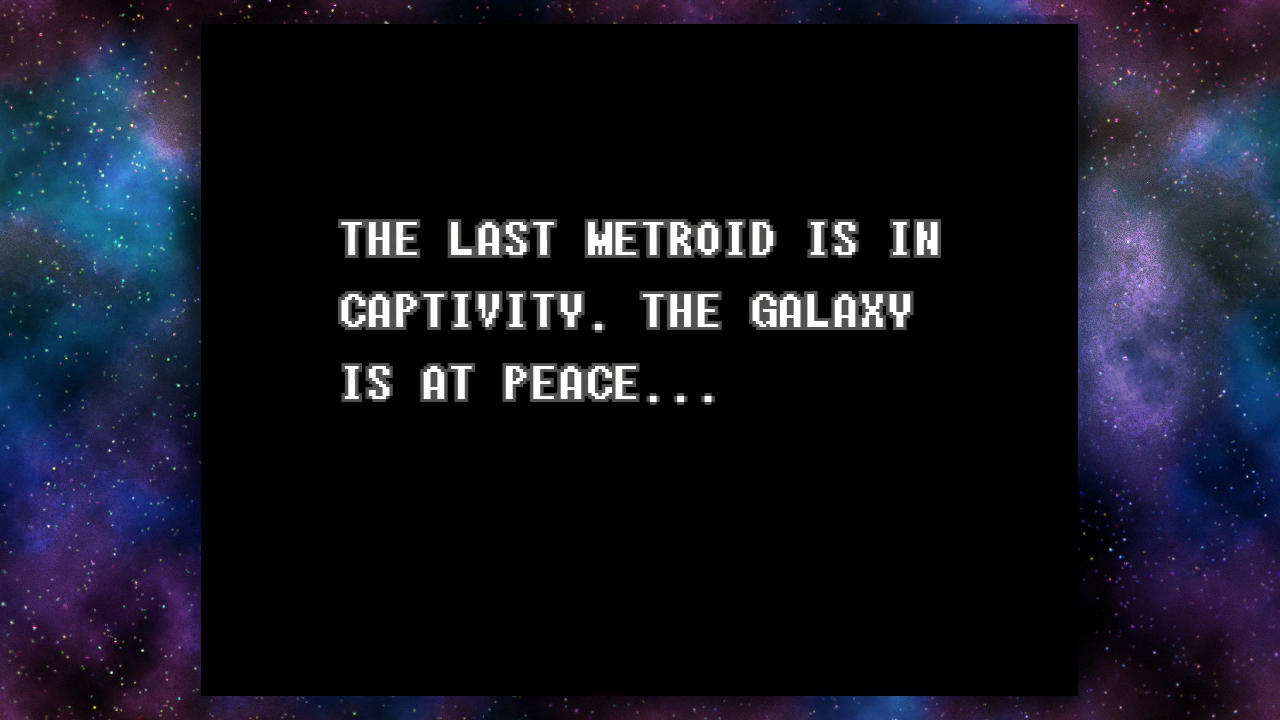 THE LAST METROID IS IN
CAPTIVITY. THE GALAXY
IS AT PEACE...